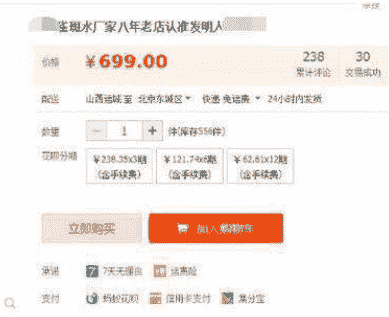 雀斑水厂家八年老店认准发明人
价格 ¥699.00
238 30
累计评论 交易成功
配送 山西运城 至 北京东城区 快递 免运费 24小时内发货
数量 - 1 + 件(库存556件)
花呗分期 ¥238.35x3期 ¥121.74x6期 ¥62.61x12期
(含手续费) (含手续费) (含手续费)
立即购买 加入购物车
承诺 7 7天无理由 运费险
支付 蚂蚁花呗 信用卡支付 集分宝